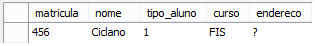 matricula nome tipo_aluno curso endereco
456 Ciclano 1 FIS ?